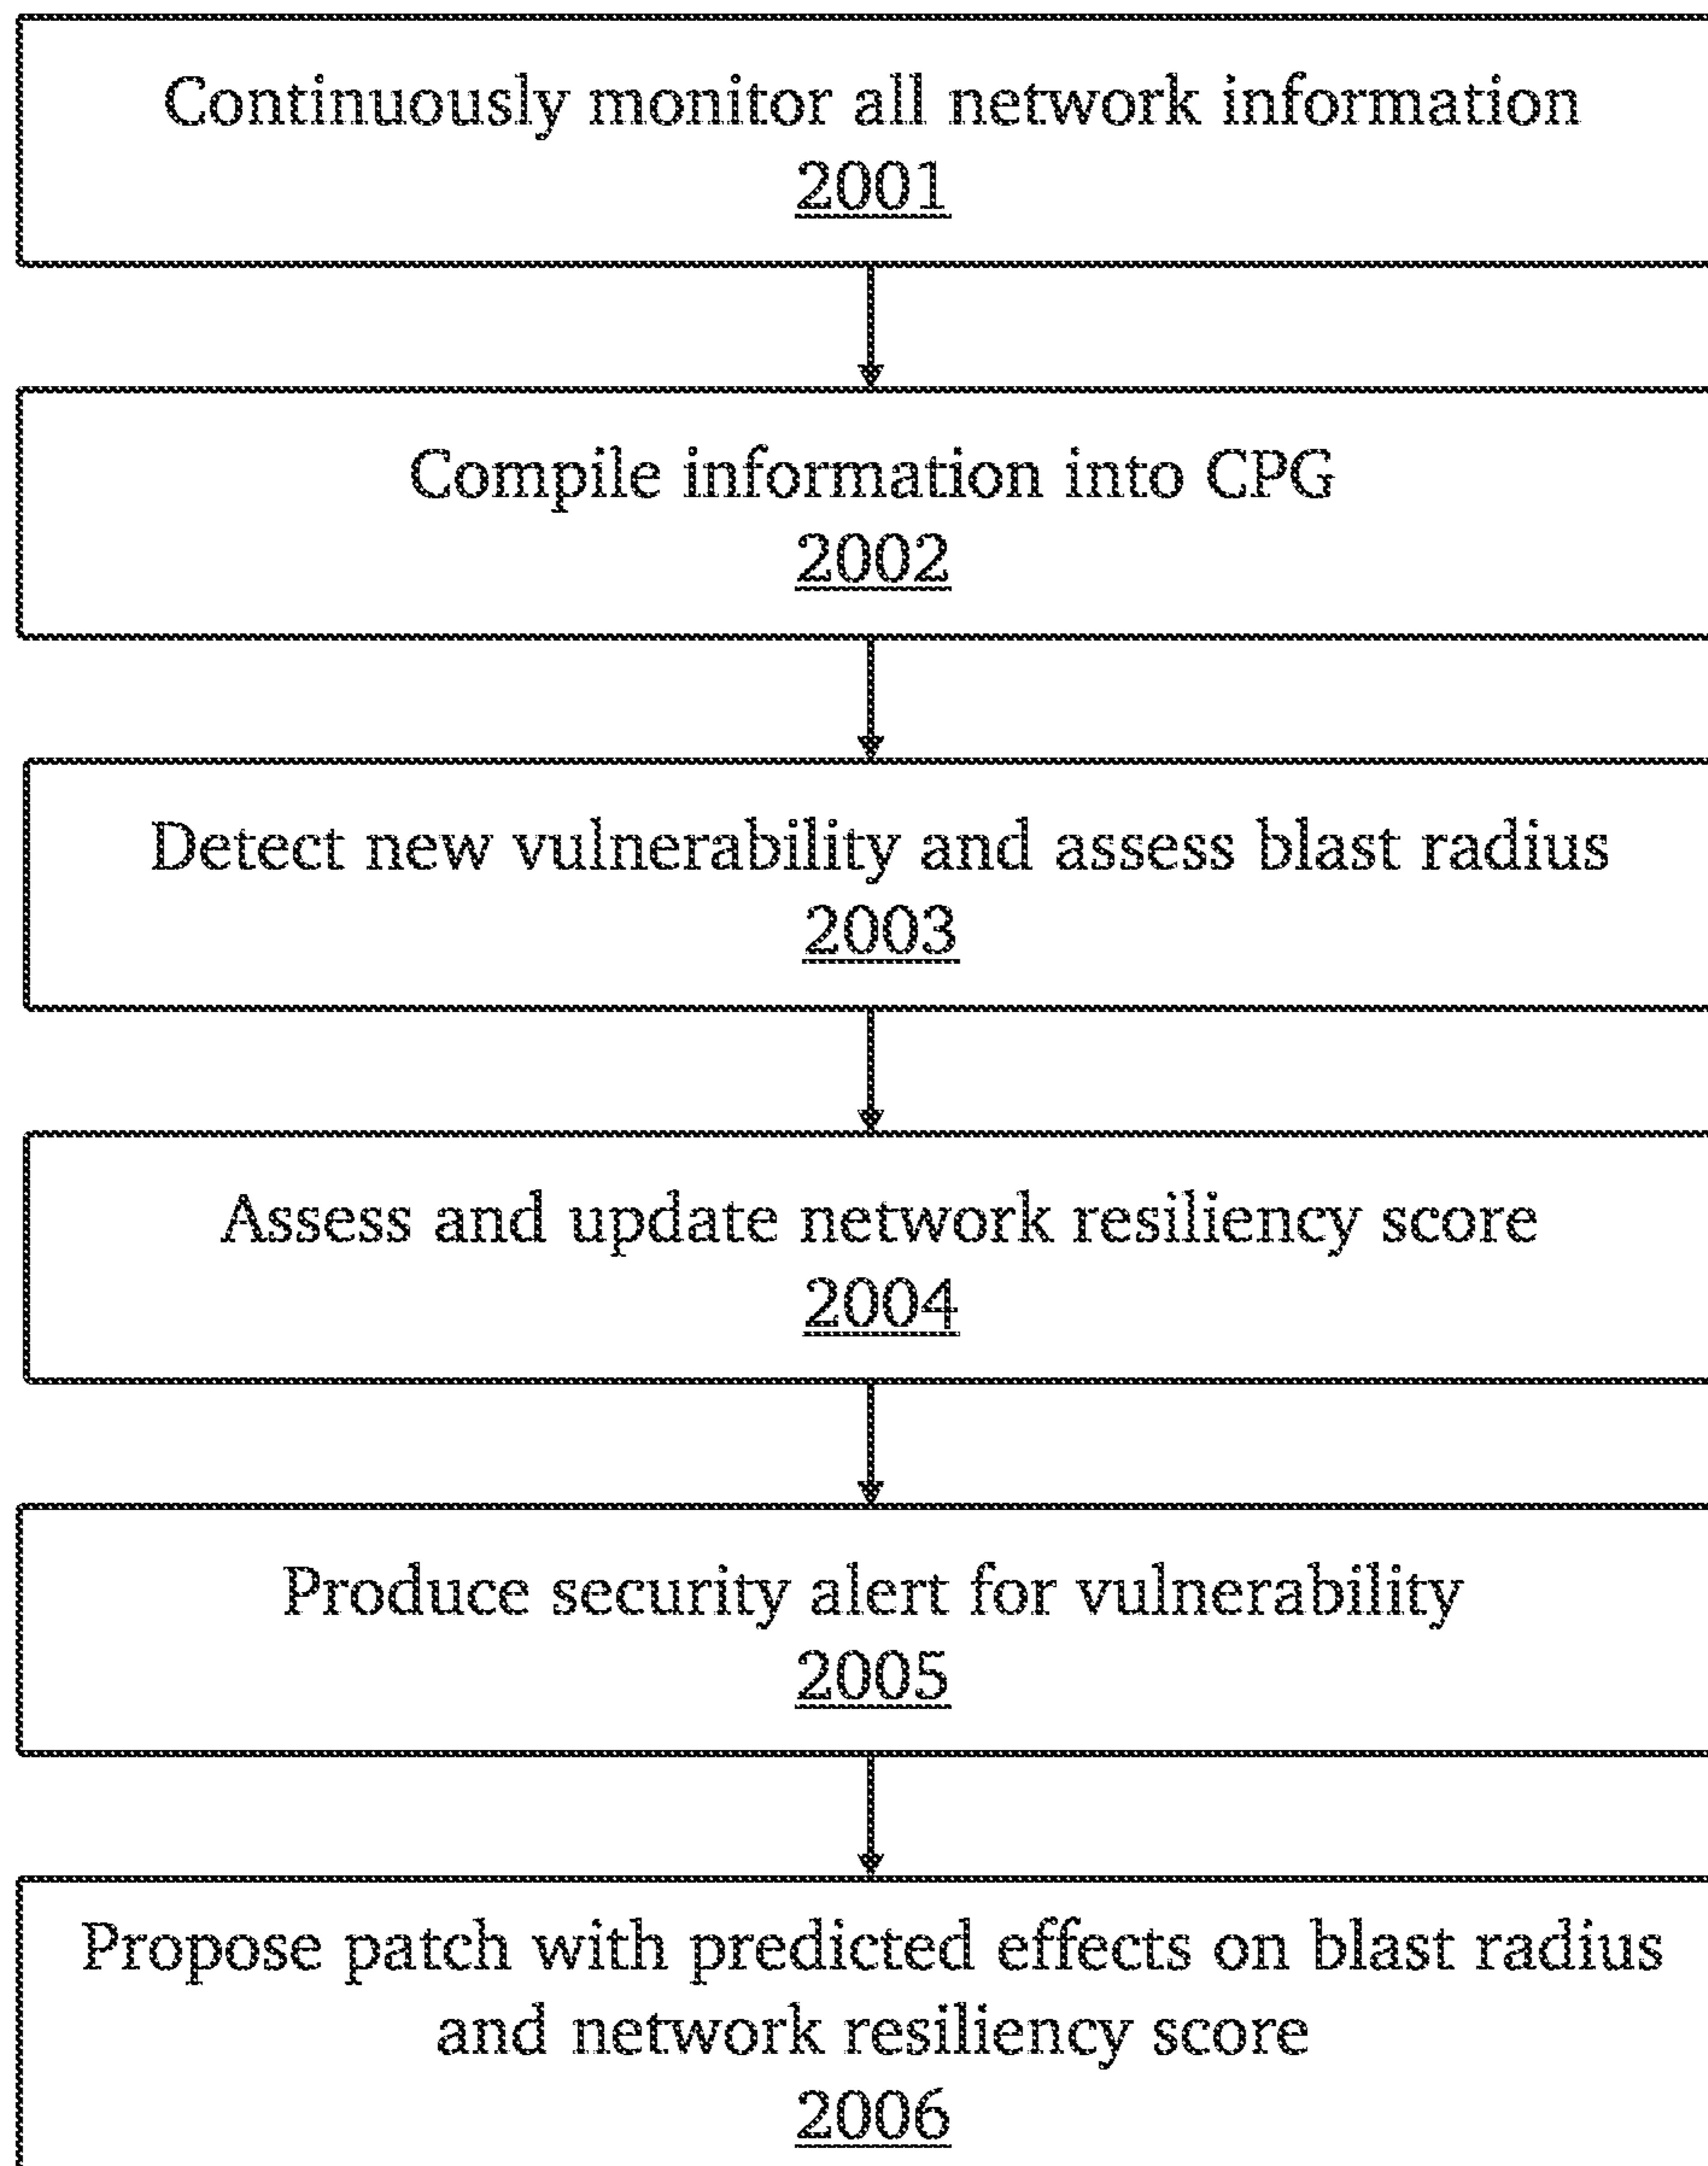 Continuously monitor all network information
2001
Compile information into CPG
2002
Detect new vulnerability and assess blast radius
2003
Assess and update network resiliency score
2004
Produce security alert for vulnerability
2005
Propose patch with predicted effects on blast radius
and network resiliency score
2006